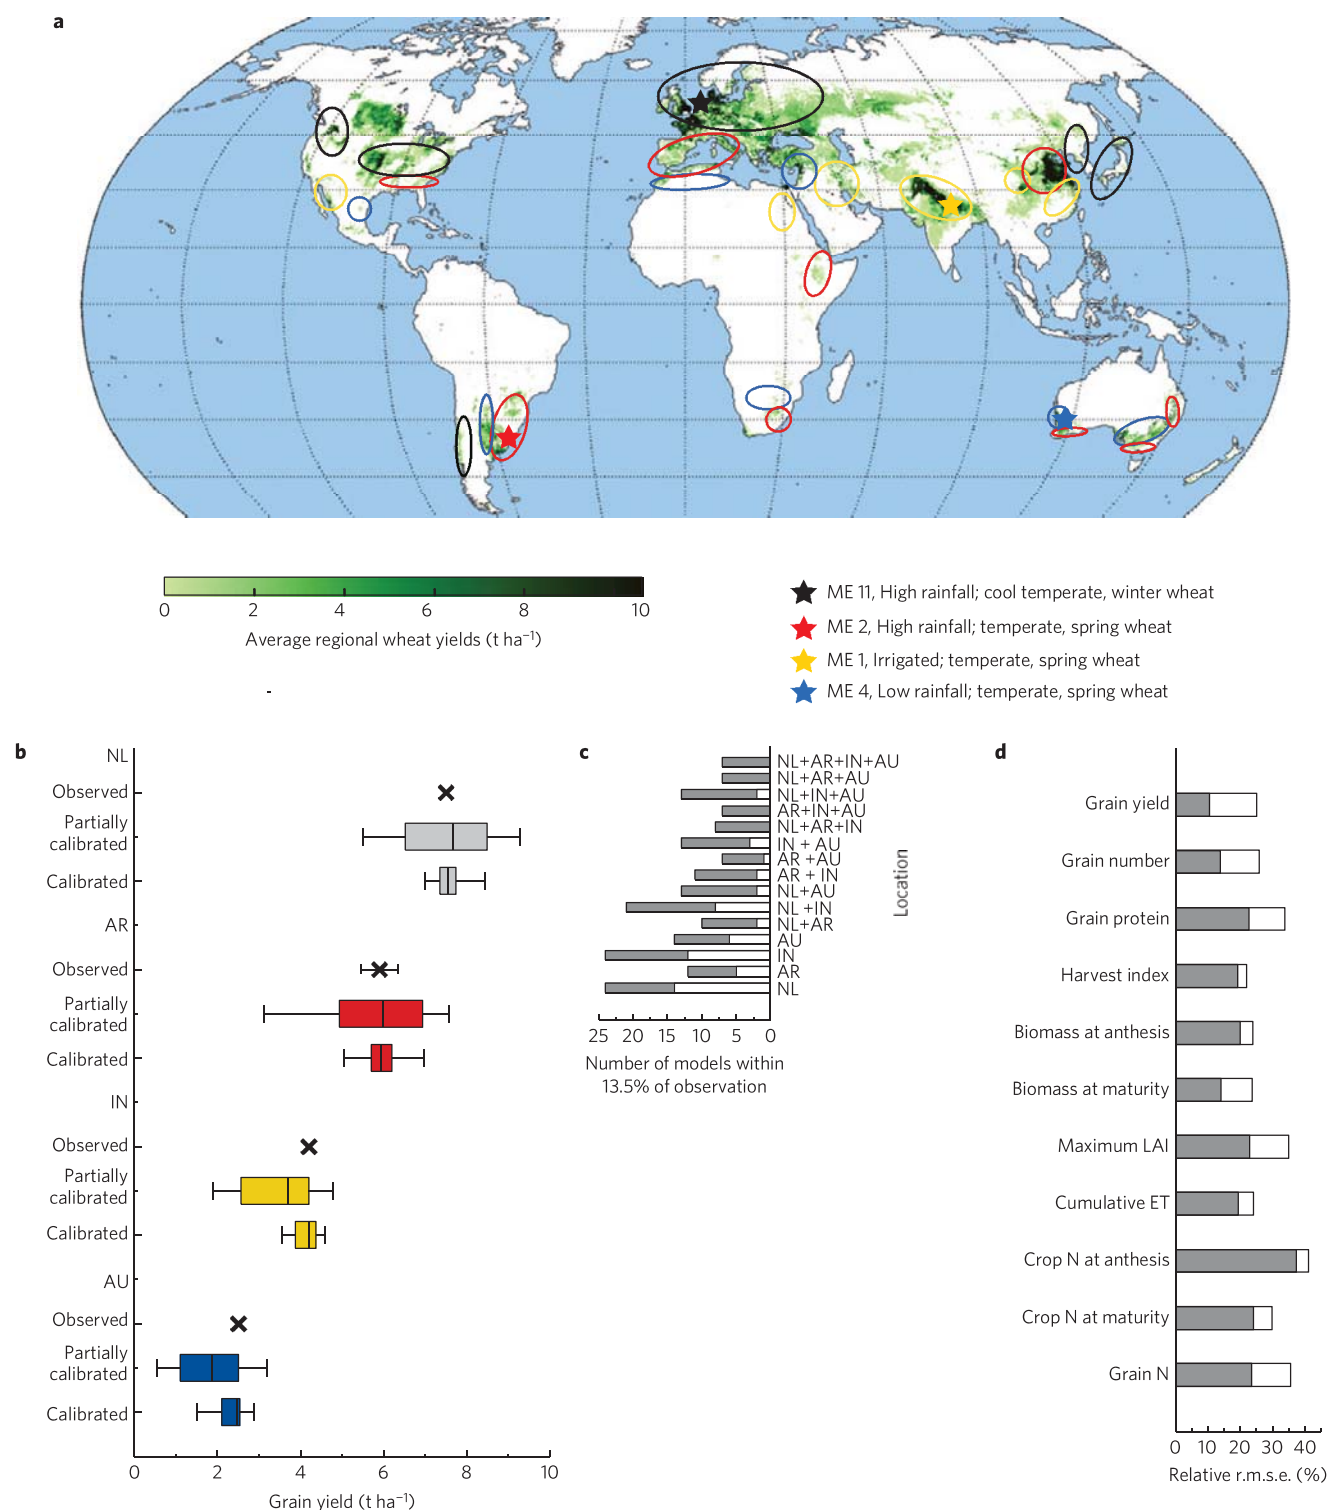 a
0 2 4 6 8 10
Average regional wheat yields (t ha⁻¹)
ME 11, High rainfall; cool temperate, winter wheat
ME 2, High rainfall; temperate, spring wheat
ME 1, Irrigated; temperate, spring wheat
ME 4, Low rainfall; temperate, spring wheat
b
NL
Observed
Partially
calibrated
Calibrated
AR
Observed
Partially
calibrated
Calibrated
IN
Observed
Partially
calibrated
Calibrated
AU
Observed
Partially
calibrated
Calibrated
0 2 4 6 8 10
Grain yield (t ha⁻¹)
c
NL+AR+IN+AU
NL+AR+AU
NL+IN+AU
AR+IN+AU
NL+AR+IN
IN + AU
AR +AU
AR + IN
NL+AU
NL +IN
NL+AR
AU
IN
AR
NL
Location
25 20 15 10 5 0
Number of models within
13.5% of observation
d
Grain yield
Grain number
Grain protein
Harvest index
Biomass at anthesis
Biomass at maturity
Maximum LAI
Cumulative ET
Crop N at anthesis
Crop N at maturity
Grain N
0 10 20 30 40
Relative r.m.s.e. (%)